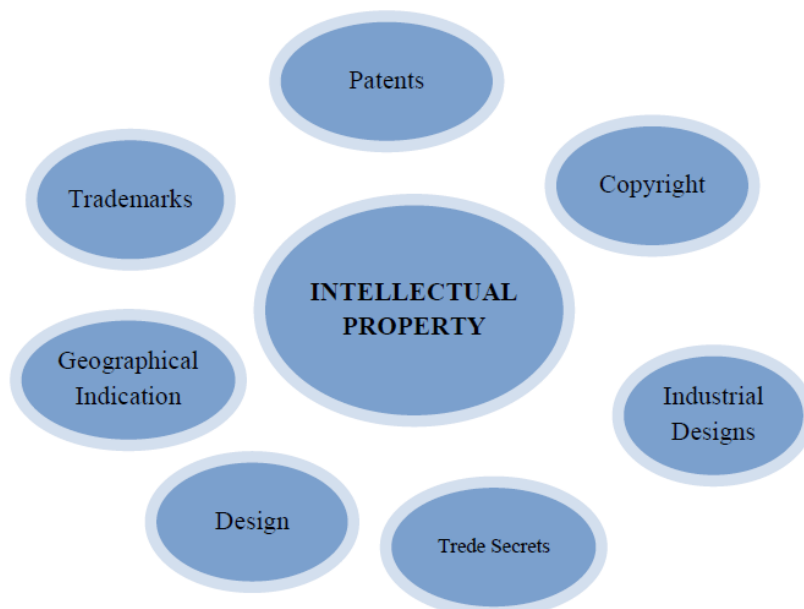 Patents
Copyright
Trademarks
INTELLECTUAL
PROPERTY
Geographical
Indication
Industrial
Designs
Design
Trede Secrets